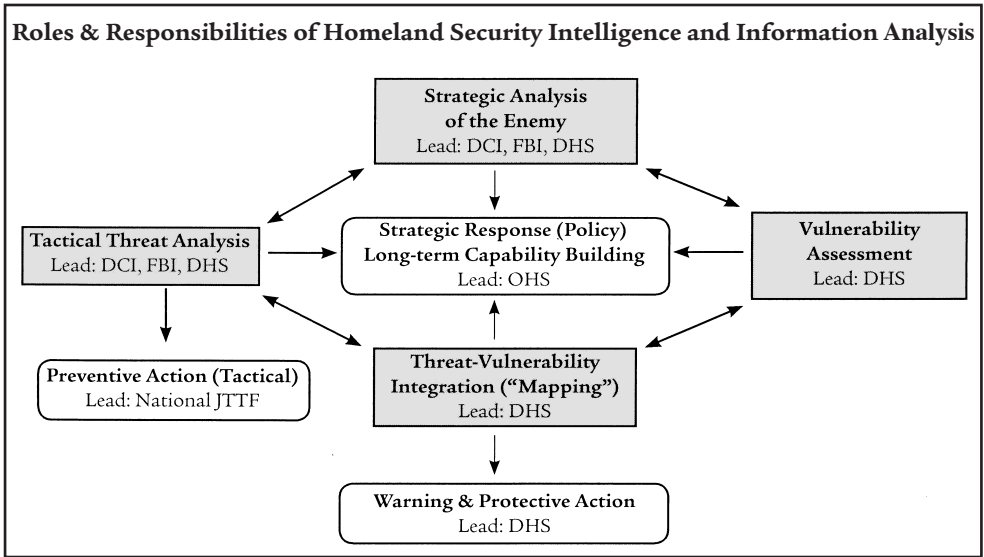 Roles & Responsibilities of Homeland Security Intelligence and Information Analysis
Strategic Analysis
of the Enemy
Lead: DCI, FBI, DHS
Tactical Threat Analysis
Lead: DCI, FBI, DHS
Strategic Response (Policy)
Long-term Capability Building
Lead: OHS
Vulnerability
Assessment
Lead: DHS
Preventive Action (Tactical)
Lead: National JTTF
Threat-Vulnerability
Integration (“Mapping”)
Lead: DHS
Warning & Protective Action
Lead: DHS